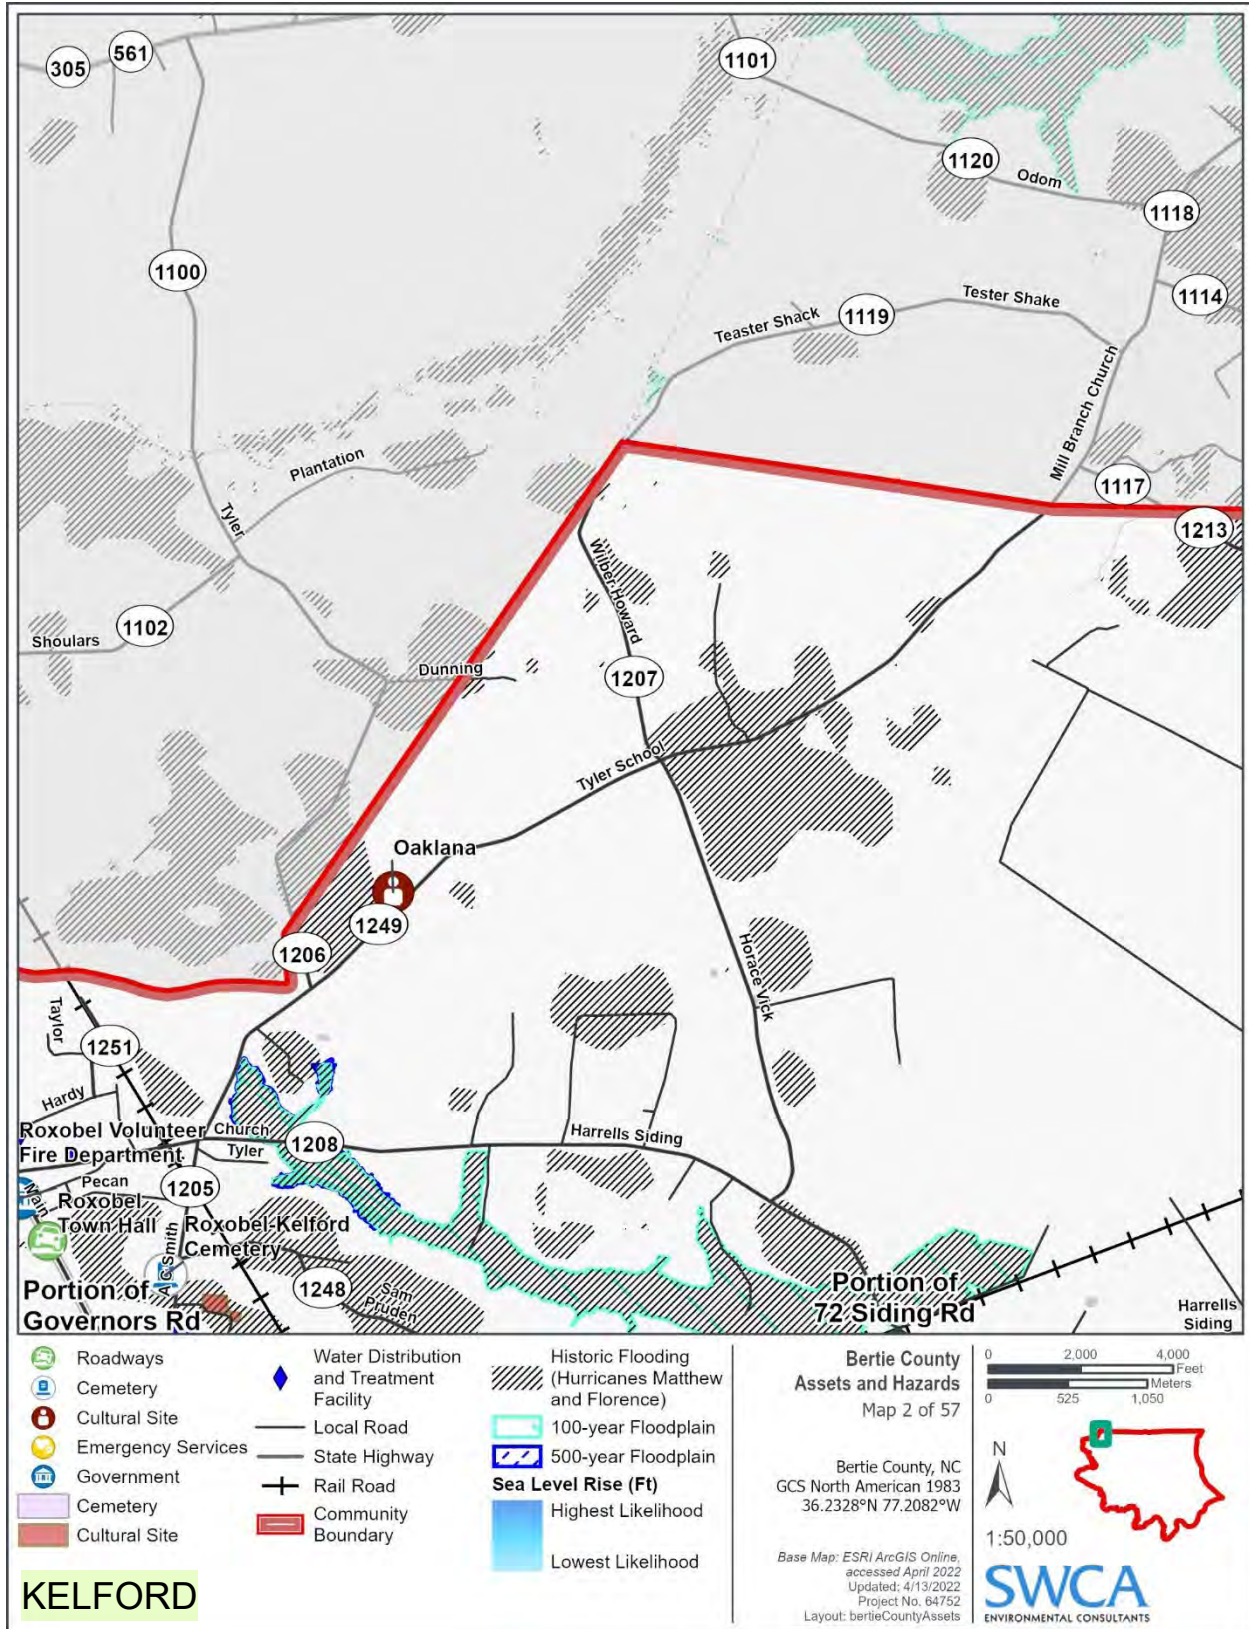 305
561
1101
1120
Odom
1118
1100
1114
Tester Shake
Teaster Shack
1119
Mill Branch Church
Plantation
1117
1213
Tyler
Wilber Howard
1102
Shoulars
Dunning
1207
Tyler School
Oaklana
1249
1206
Horace Vick
Taylor
1251
Hardy
Roxobel Volunteer
Fire Department
Church
Tyler
1208
Harrells Siding
Pecan
1205
Main
Roxobel
Town Hall
Roxobel-Kelford
Cemetery
Smith
1248
Sam
Pruden
Portion of
Governors Rd
Portion of
72 Siding Rd
Harrells
Siding
Roadways
Cemetery
Cultural Site
Emergency Services
Government
Cemetery
Cultural Site
Water Distribution
and Treatment
Facility
Local Road
State Highway
Rail Road
Community
Boundary
Historic Flooding
(Hurricanes Matthew
and Florence)
100-year Floodplain
500-year Floodplain
Sea Level Rise (Ft)
Highest Likelihood
Lowest Likelihood
Bertie County
Assets and Hazards
Map 2 of 57
Bertie County, NC
GCS North American 1983
36.2328°N 77.2082°W
Base Map: ESRI ArcGIS Online,
accessed April 2022
Updated: 4/13/2022
Project No. 64752
Layout: bertieCountyAssets
0 2,000 4,000
Feet
Meters
0 525 1,050
N
1:50,000
SWCA
ENVIRONMENTAL CONSULTANTS
KELFORD